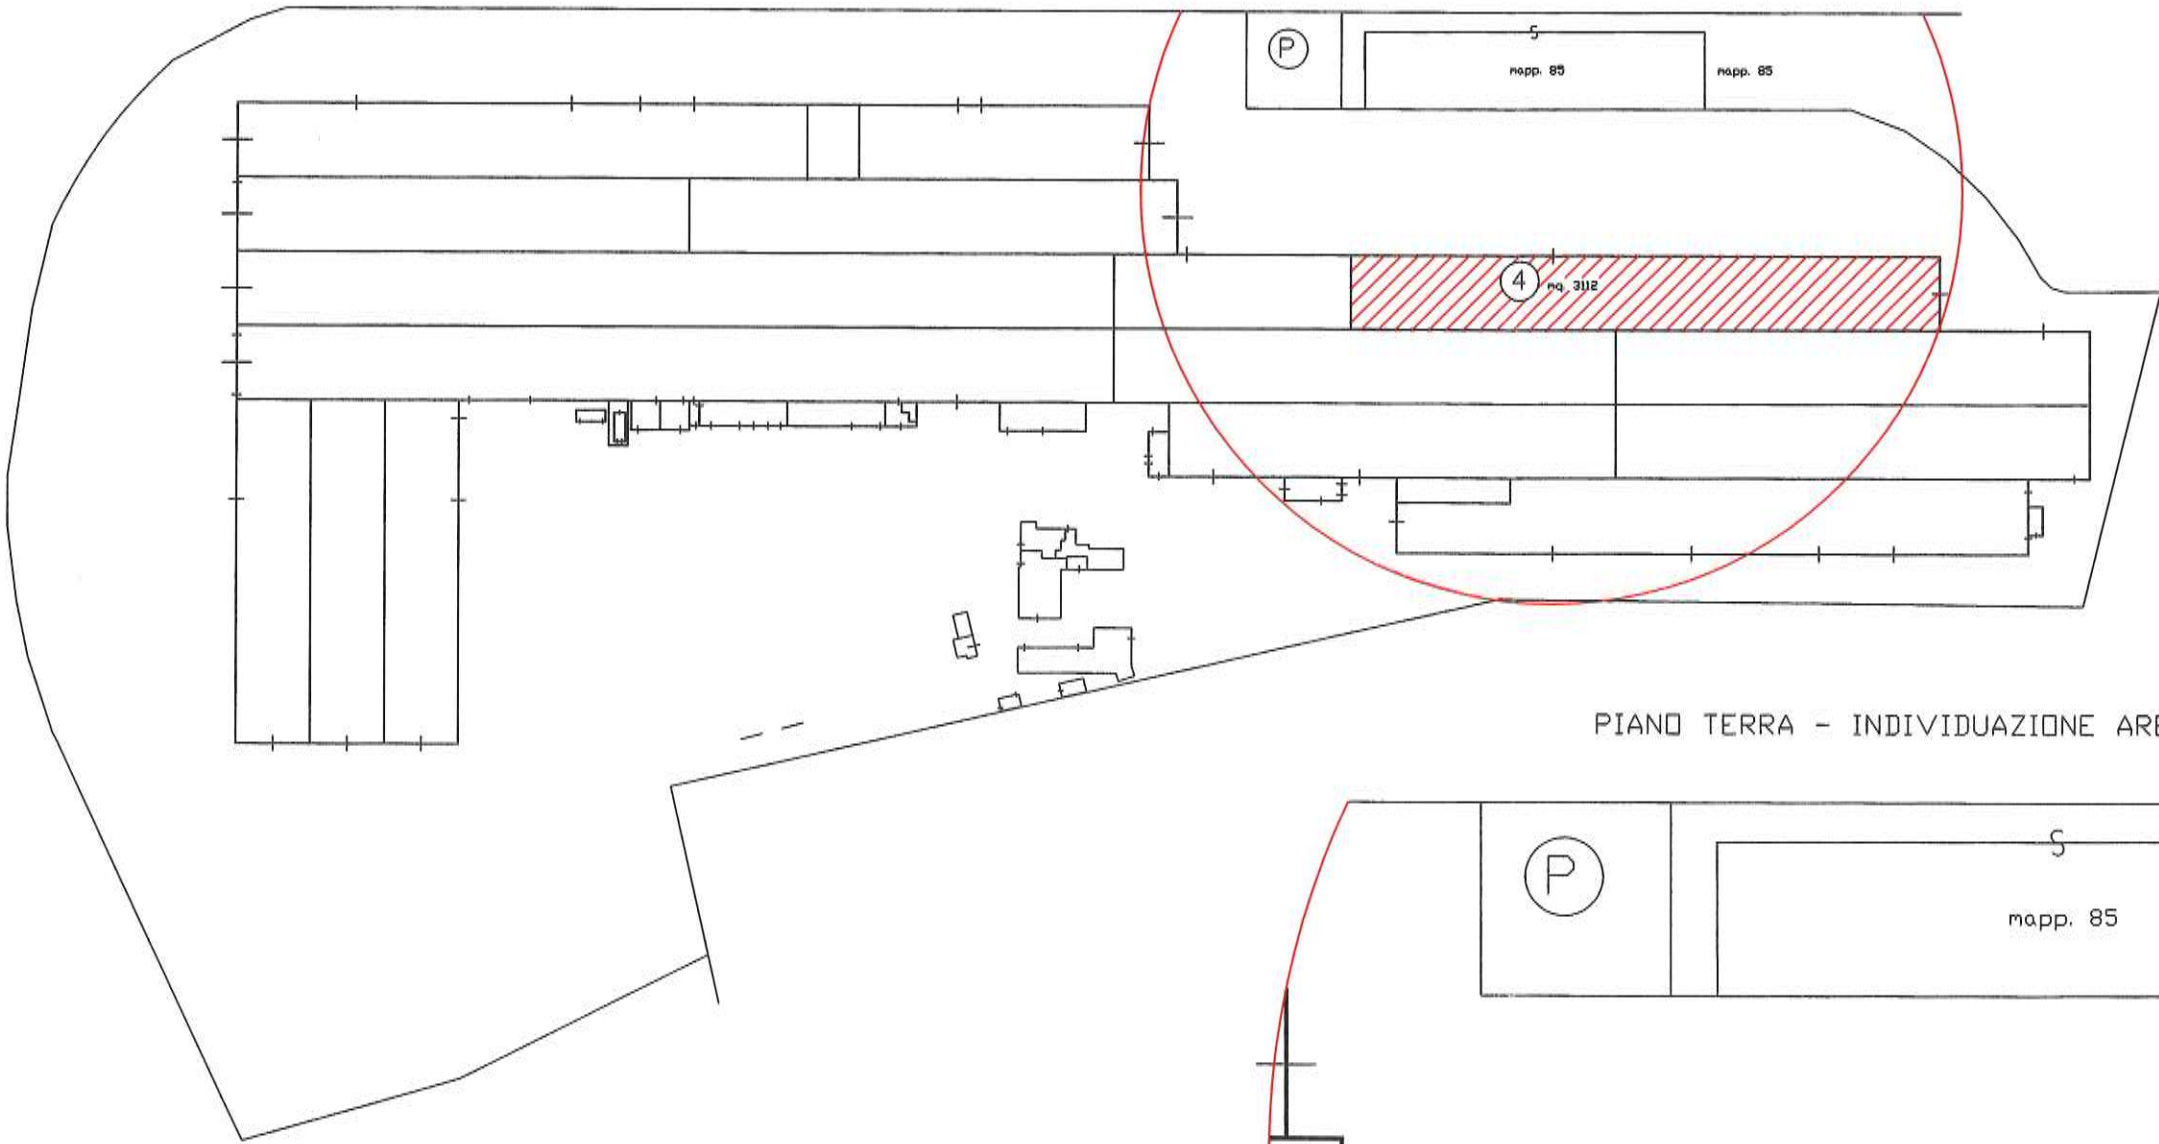 P
S
mapp. 85
mapp. 85
4
mq. 3112
PIANO TERRA - INDIVIDUAZIONE ARE
P
S
mapp. 85